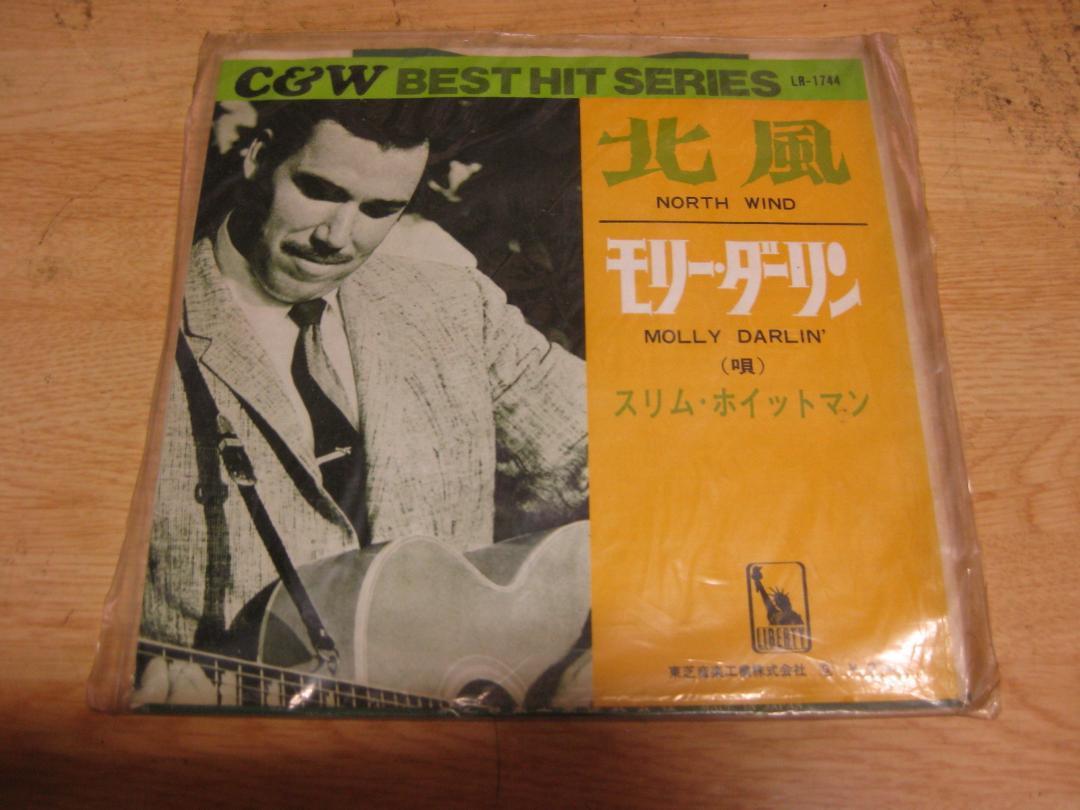 C&W BEST HIT SERIES LR-1744
北風
NORTH WIND
モリー・ダーリン
MOLLY DARLIN'
(唄)
スリム・ホイットマン
LIBERTY
東芝音楽工業株式会社